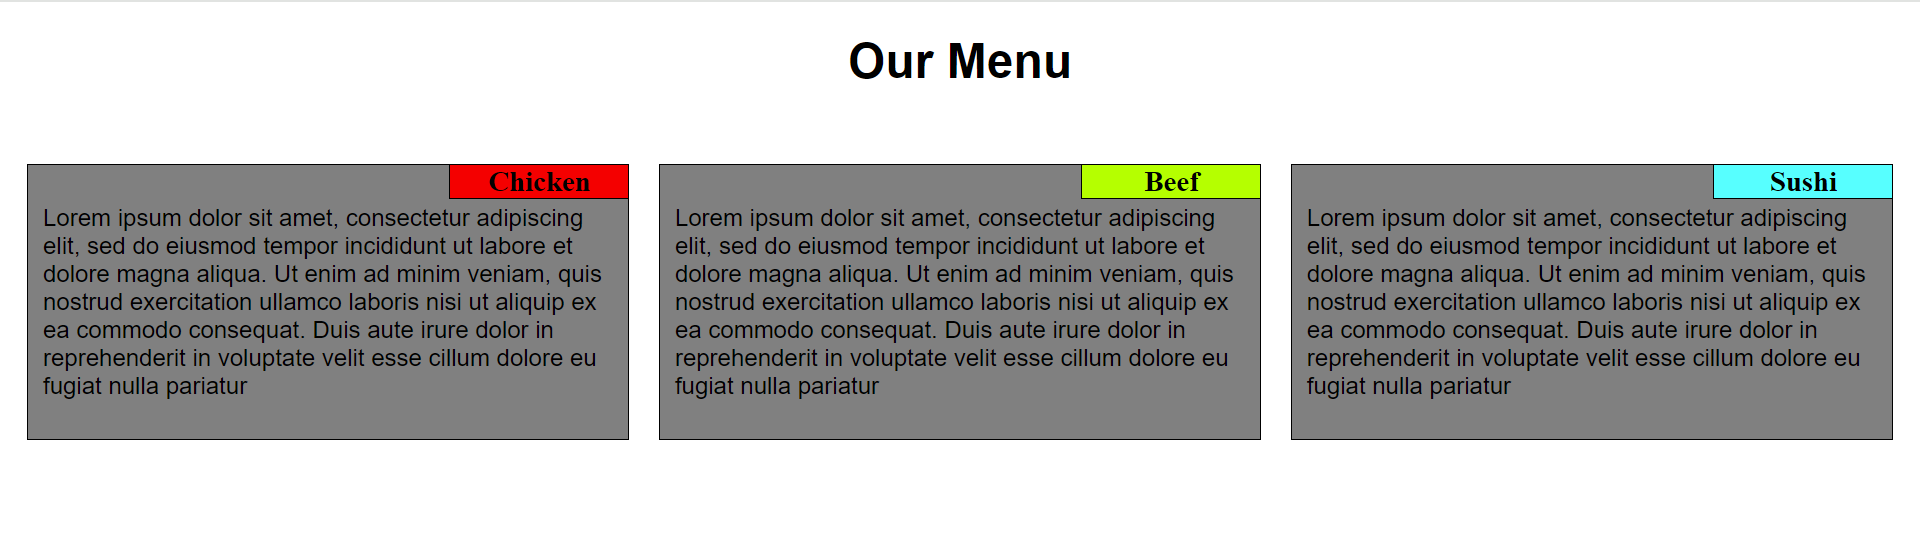 Our Menu
Chicken
Lorem ipsum dolor sit amet, consectetur adipiscing
elit, sed do eiusmod tempor incididunt ut labore et
dolore magna aliqua. Ut enim ad minim veniam, quis
nostrud exercitation ullamco laboris nisi ut aliquip ex
ea commodo consequat. Duis aute irure dolor in
reprehenderit in voluptate velit esse cillum dolore eu
fugiat nulla pariatur
Beef
Lorem ipsum dolor sit amet, consectetur adipiscing
elit, sed do eiusmod tempor incididunt ut labore et
dolore magna aliqua. Ut enim ad minim veniam, quis
nostrud exercitation ullamco laboris nisi ut aliquip ex
ea commodo consequat. Duis aute irure dolor in
reprehenderit in voluptate velit esse cillum dolore eu
fugiat nulla pariatur
Sushi
Lorem ipsum dolor sit amet, consectetur adipiscing
elit, sed do eiusmod tempor incididunt ut labore et
dolore magna aliqua. Ut enim ad minim veniam, quis
nostrud exercitation ullamco laboris nisi ut aliquip ex
ea commodo consequat. Duis aute irure dolor in
reprehenderit in voluptate velit esse cillum dolore eu
fugiat nulla pariatur